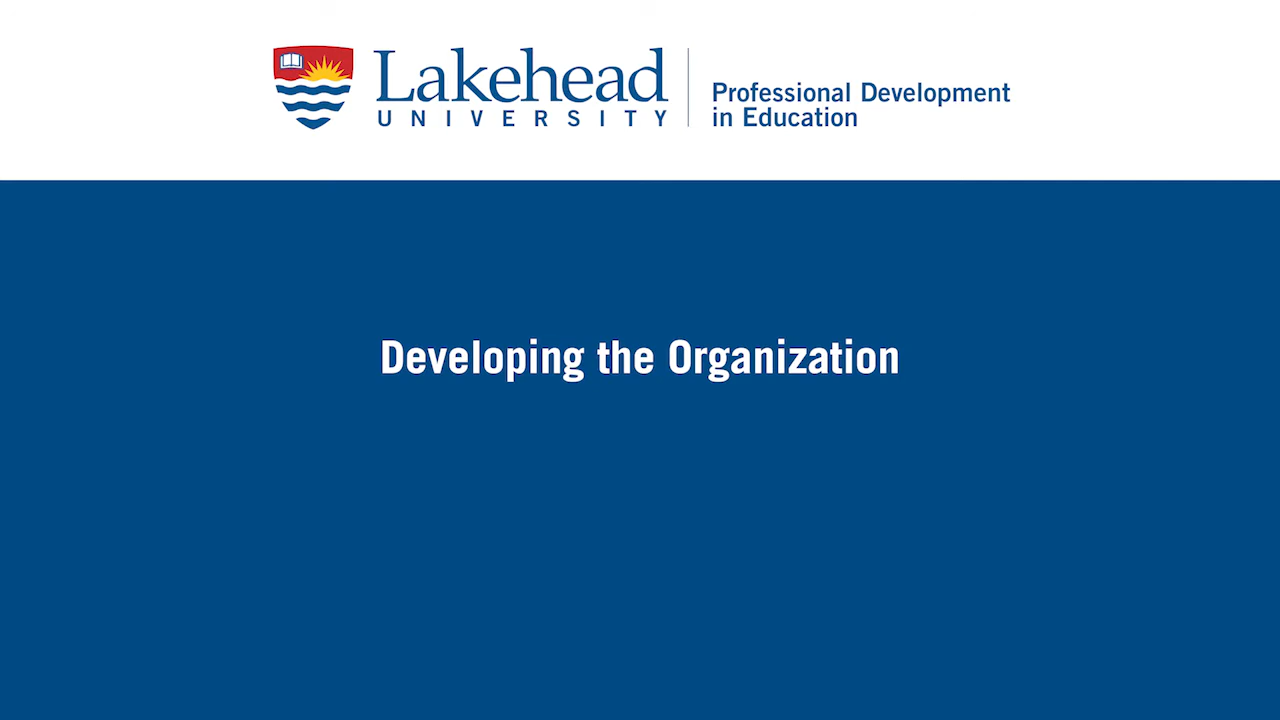 Lakehead
UNIVERSITY
Professional Development
in Education
Developing the Organization